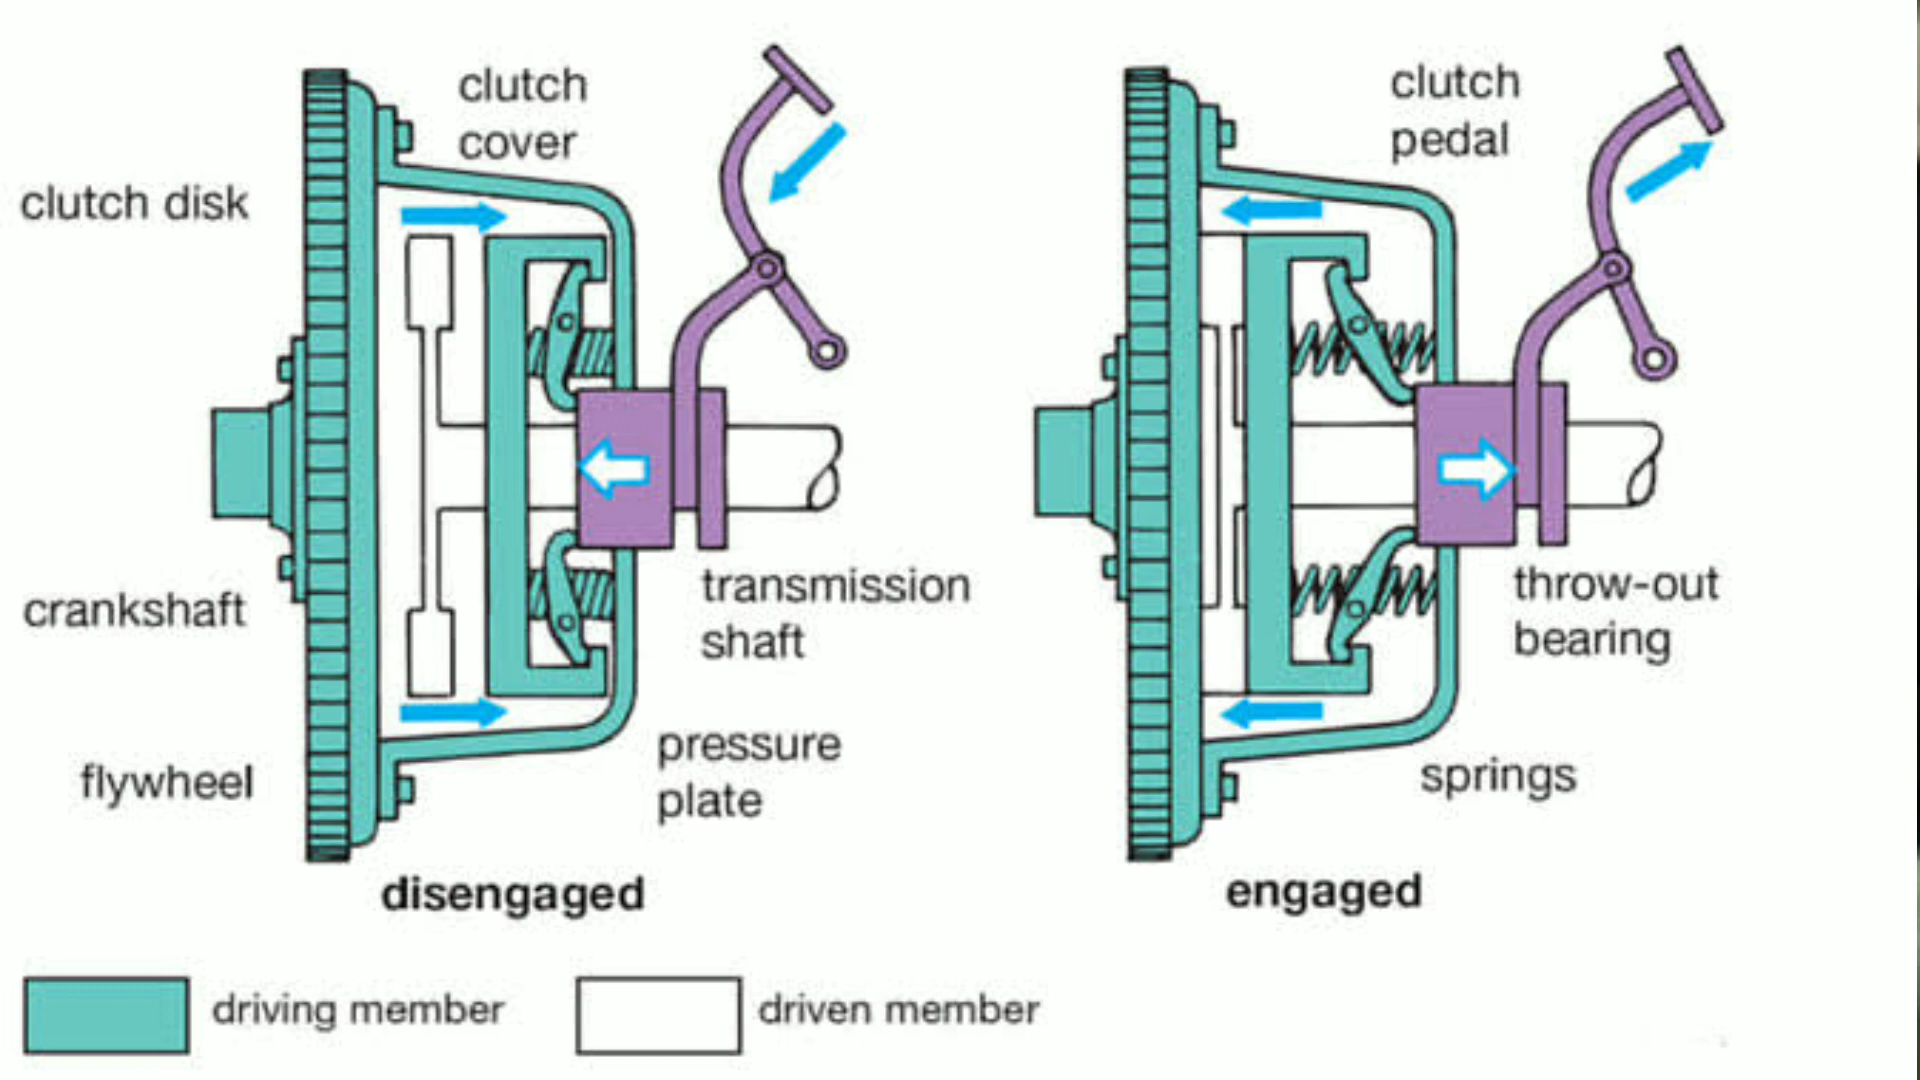 clutch
cover
clutch disk
crankshaft
flywheel
transmission
shaft
pressure
plate
disengaged
clutch
pedal
throw-out
bearing
springs
engaged
driving member
driven member